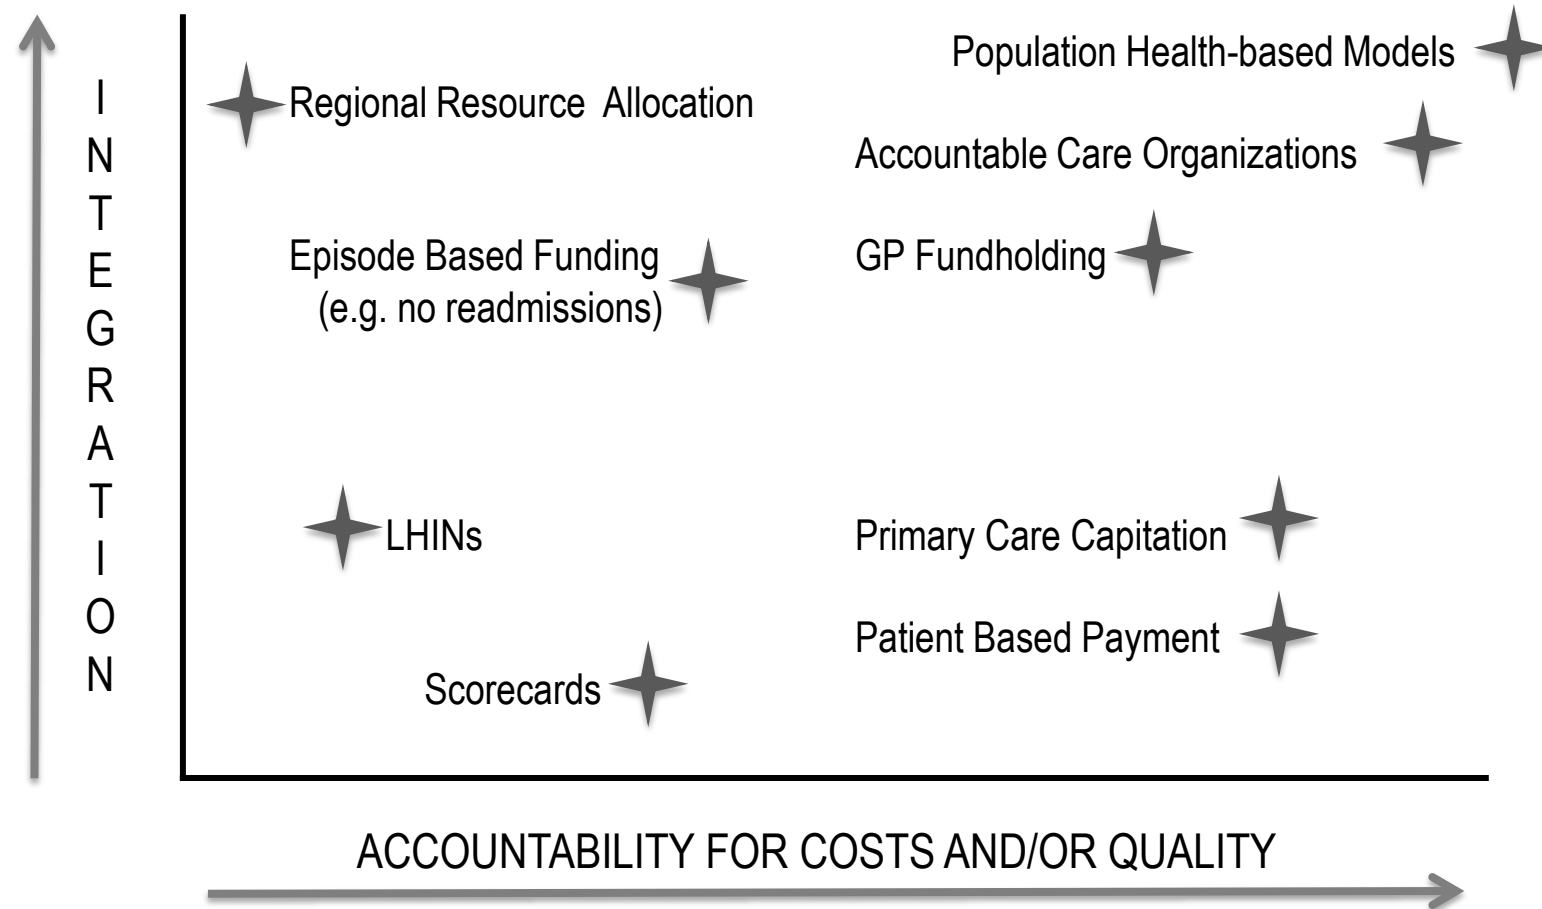 INTEGRATION
Population Health-based Models
Regional Resource Allocation
Accountable Care Organizations
Episode Based Funding
(e.g. no readmissions)
GP Fundholding
LHINs
Primary Care Capitation
Patient Based Payment
Scorecards
ACCOUNTABILITY FOR COSTS AND/OR QUALITY